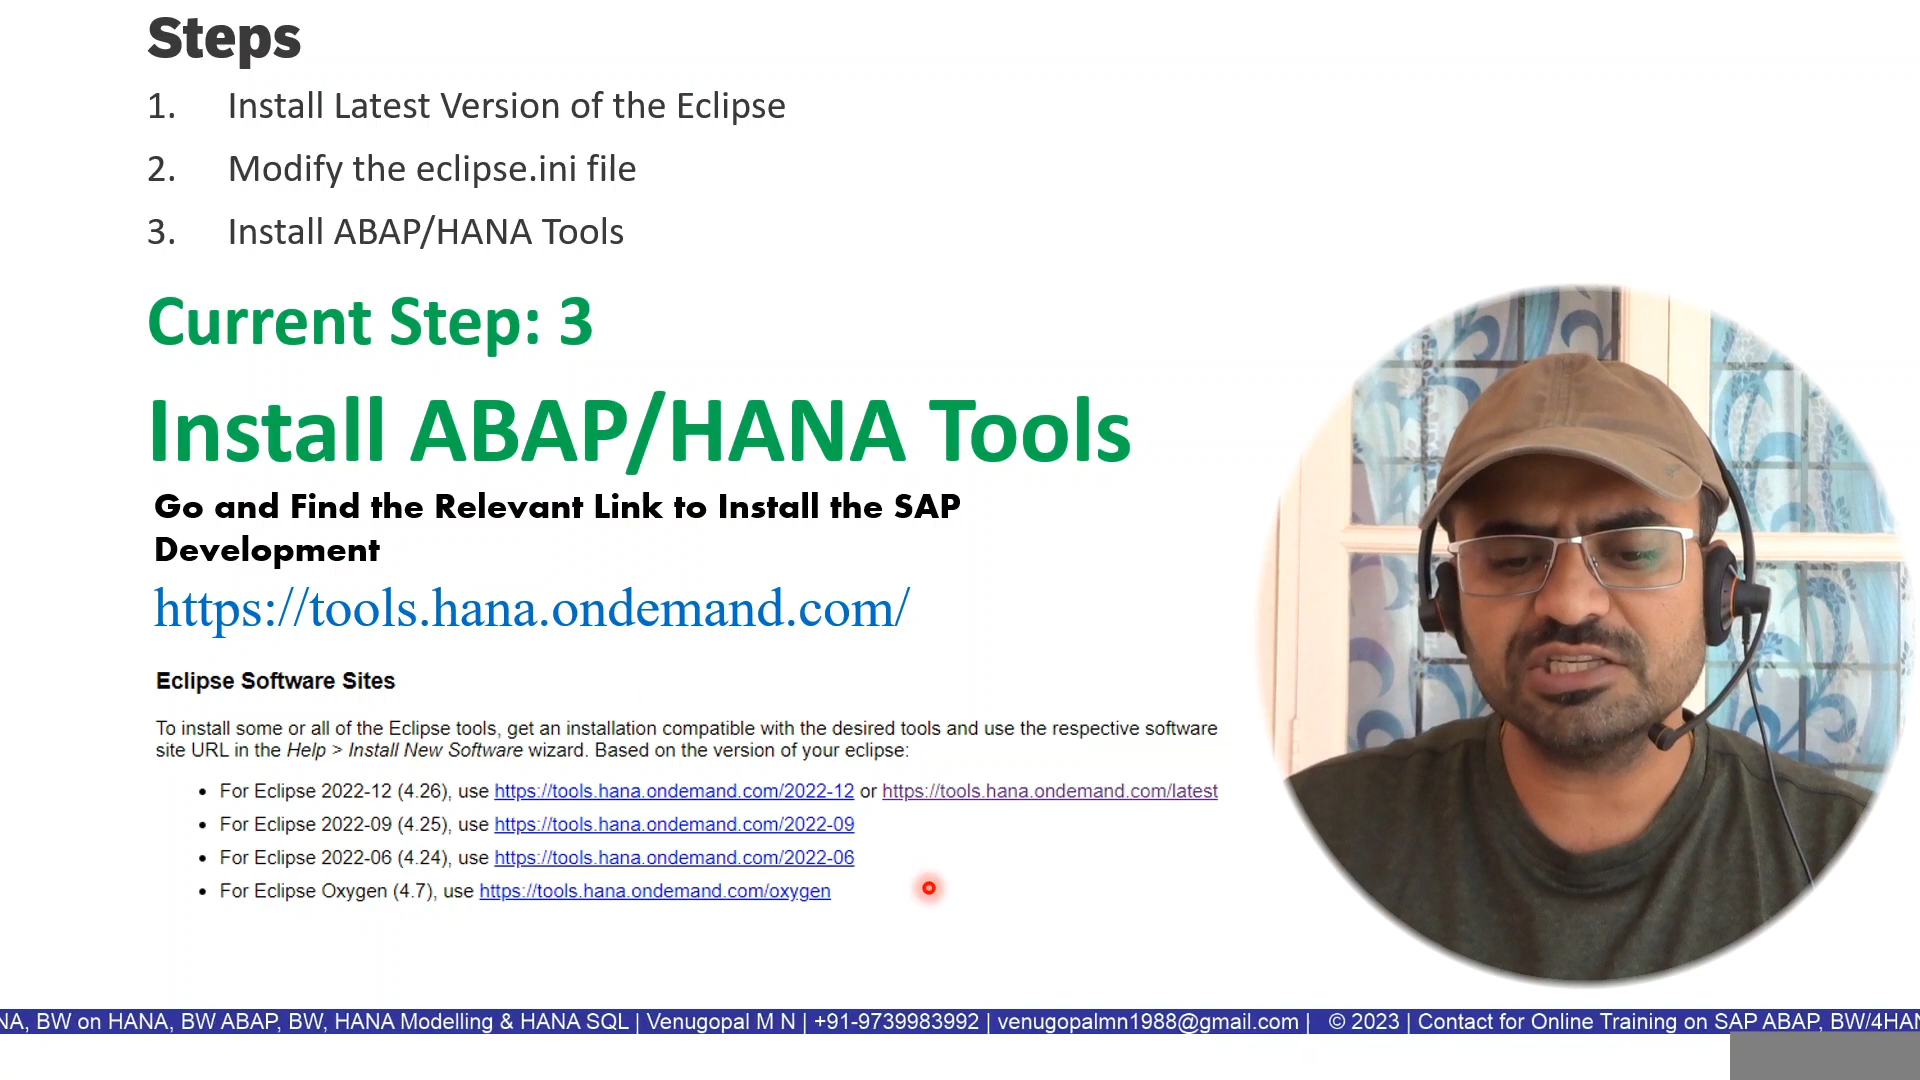 Steps
1. Install Latest Version of the Eclipse
2. Modify the eclipse.ini file
3. Install ABAP/HANA Tools
Current Step: 3
Install ABAP/HANA Tools
Go and Find the Relevant Link to Install the SAP
Development
https://tools.hana.ondemand.com/
Eclipse Software Sites
To install some or all of the Eclipse tools, get an installation compatible with the desired tools and use the respective software
site URL in the Help > Install New Software wizard. Based on the version of your eclipse:
• For Eclipse 2022-12 (4.26), use https://tools.hana.ondemand.com/2022-12 or https://tools.hana.ondemand.com/latest
• For Eclipse 2022-09 (4.25), use https://tools.hana.ondemand.com/2022-09
• For Eclipse 2022-06 (4.24), use https://tools.hana.ondemand.com/2022-06
• For Eclipse Oxygen (4.7), use https://tools.hana.ondemand.com/oxygen
NA, BW on HANA, BW ABAP, BW, HANA Modelling & HANA SQL | Venugopal M N | +91-9739983992 | venugopalmn1988@gmail.com | © 2023 | Contact for Online Training on SAP ABAP, BW/4HAN